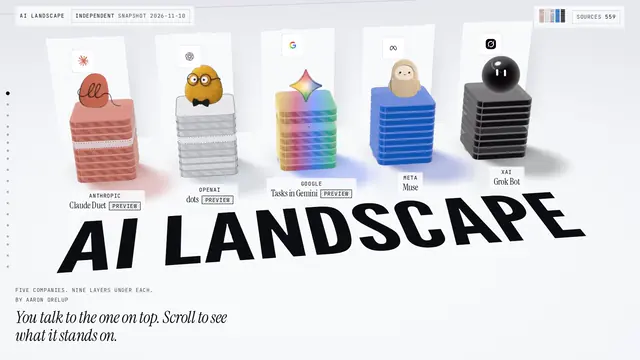 AI LANDSCAPE
INDEPENDENT SNAPSHOT 2026-11-10
SOURCES 559
ANTHROPIC
Claude Duet PREVIEW
OPENAI
dots PREVIEW
GOOGLE
Tasks in Gemini PREVIEW
META
Muse
XAI
Grok Bot
AI LANDSCAPE
FIVE COMPANIES. NINE LAYERS UNDER EACH.
BY AARON GRELUP
You talk to the one on top. Scroll to see
what it stands on.